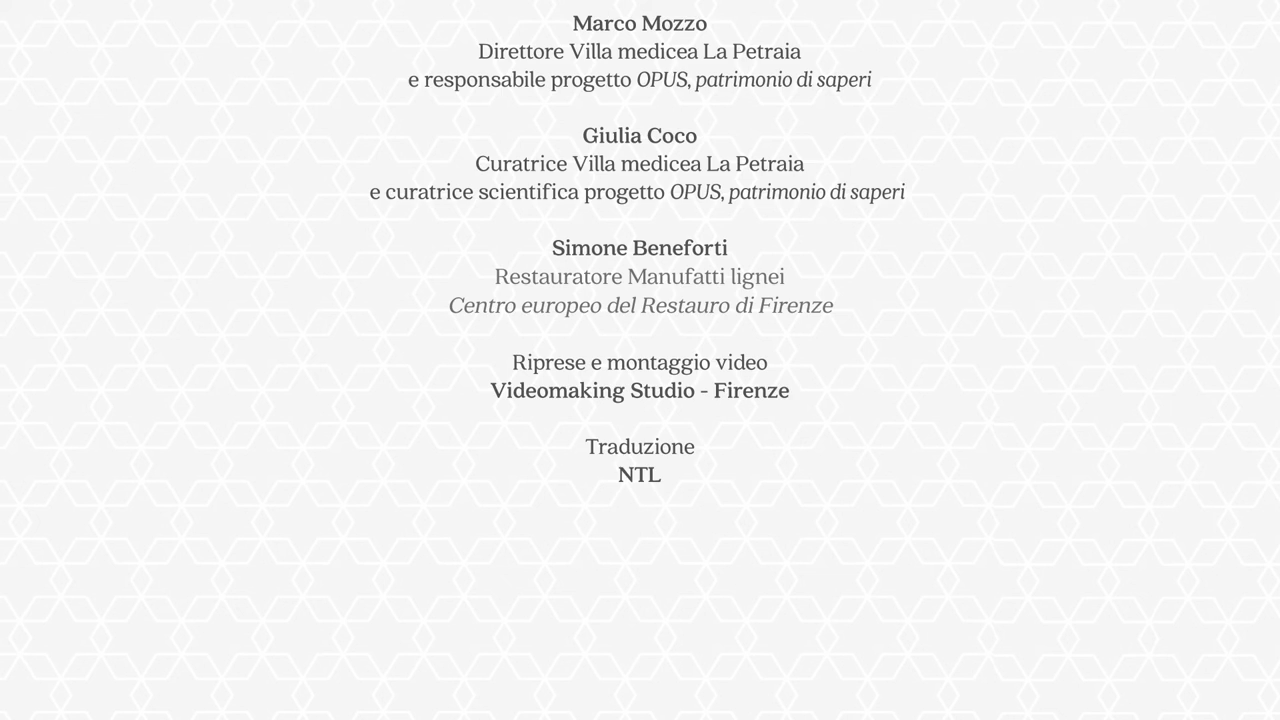 Marco Mozzo
Direttore Villa medicea La Petraia
e responsabile progetto OPUS, patrimonio di saperi
Giulia Coco
Curatrice Villa medicea La Petraia
e curatrice scientifica progetto OPUS, patrimonio di saperi
Simone Beneforti
Restauratore Manufatti lignei
Centro europeo del Restauro di Firenze
Riprese e montaggio video
Videomaking Studio - Firenze
Traduzione
NTL